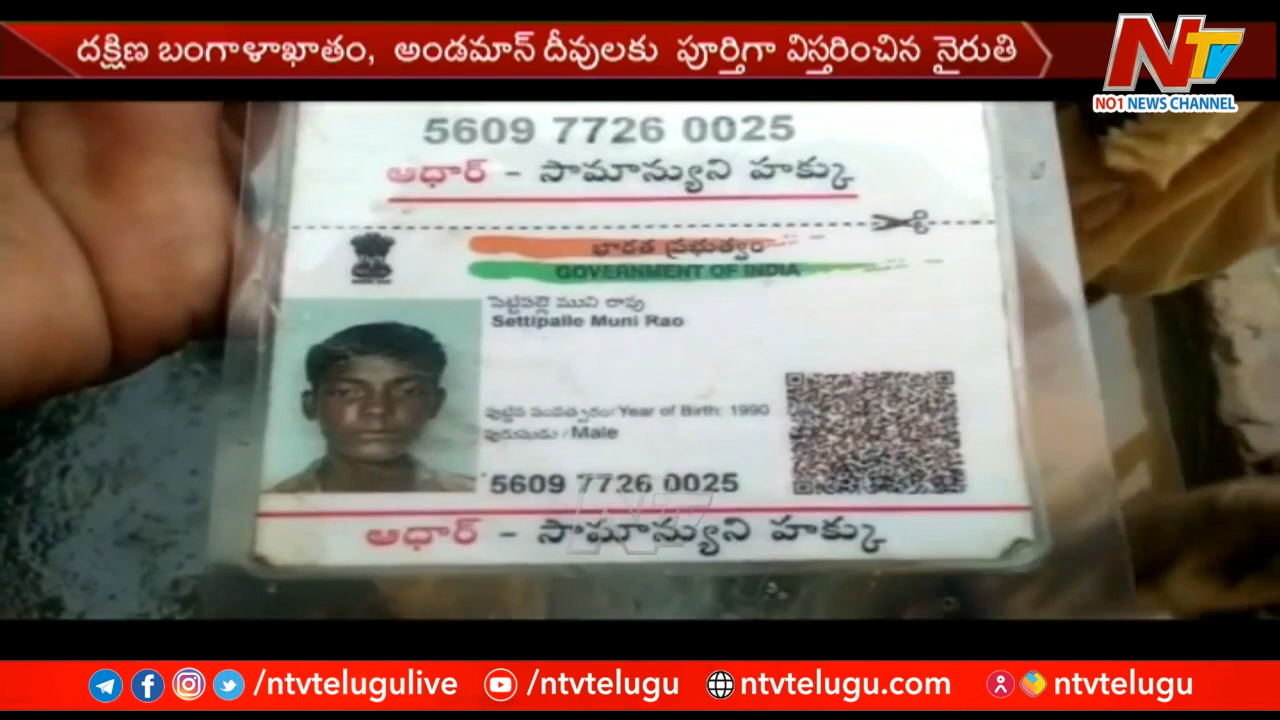 దక్షిణ బంగాళాఖాతం, అండమాన్ దీవులకు పూర్తిగా విస్తరించిన నైరుతి
NTV
NO1 NEWS CHANNEL
5609 7726 0025
ఆధార్ - సామాన్యుని హక్కు
భారత ప్రభుత్వం
GOVERNMENT OF INDIA
సెట్టిపల్లె ముని రావు
Settipalle Muni Rao
పుట్టిన సంవత్సరం/Year of Birth: 1990
పురుషుడు / Male
5609 7726 0025
NTV
ఆధార్ - సామాన్యుని హక్కు
/ntvtelugulive /ntvtelugu ntvtelugu.com ntvtelugu